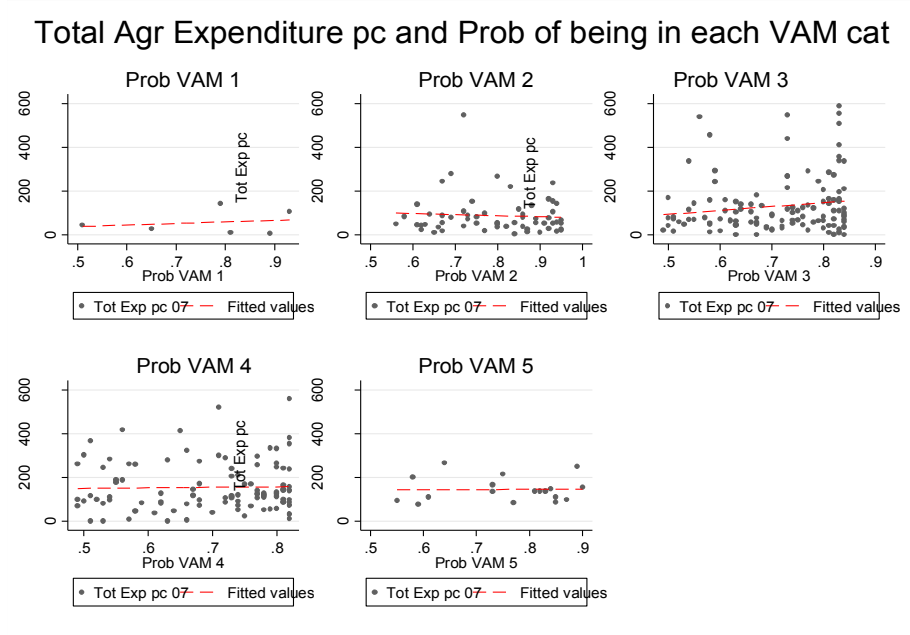 Total Agr Expenditure pc and Prob of being in each VAM cat
Prob VAM 1
600
400
200
0
Tot Exp pc
.5 .6 .7 .8 .9
Prob VAM 1
Tot Exp pc 07 Fitted values
Prob VAM 2
600
400
200
0
Tot Exp pc
.5 .6 .7 .8 .9 1
Prob VAM 2
Tot Exp pc 07 Fitted values
Prob VAM 3
600
400
200
0
.5 .6 .7 .8 .9
Prob VAM 3
Tot Exp pc 07 Fitted values
Prob VAM 4
600
400
200
0
Tot Exp pc
.5 .6 .7 .8
Prob VAM 4
Tot Exp pc 07 Fitted values
Prob VAM 5
600
400
200
0
.5 .6 .7 .8 .9
Prob VAM 5
Tot Exp pc 07 Fitted values